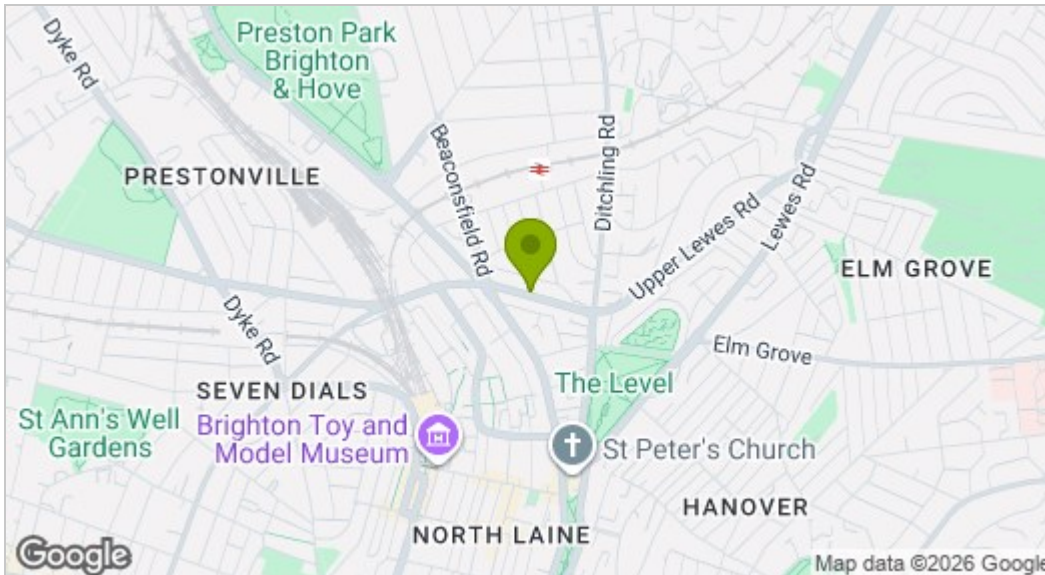 Dyke Rd
Preston Park
Brighton
& Hove
Beaconsfield Rd
Ditchling Rd
PRESTONVILLE
Lewes Rd
Upper Lewes Rd
ELM GROVE
Dyke Rd
Elm Grove
SEVEN DIALS
The Level
St Ann's Well
Gardens
Brighton Toy and
Model Museum
St Peter's Church
HANOVER
NORTH LAINE
Google
Map data ©2026 Google